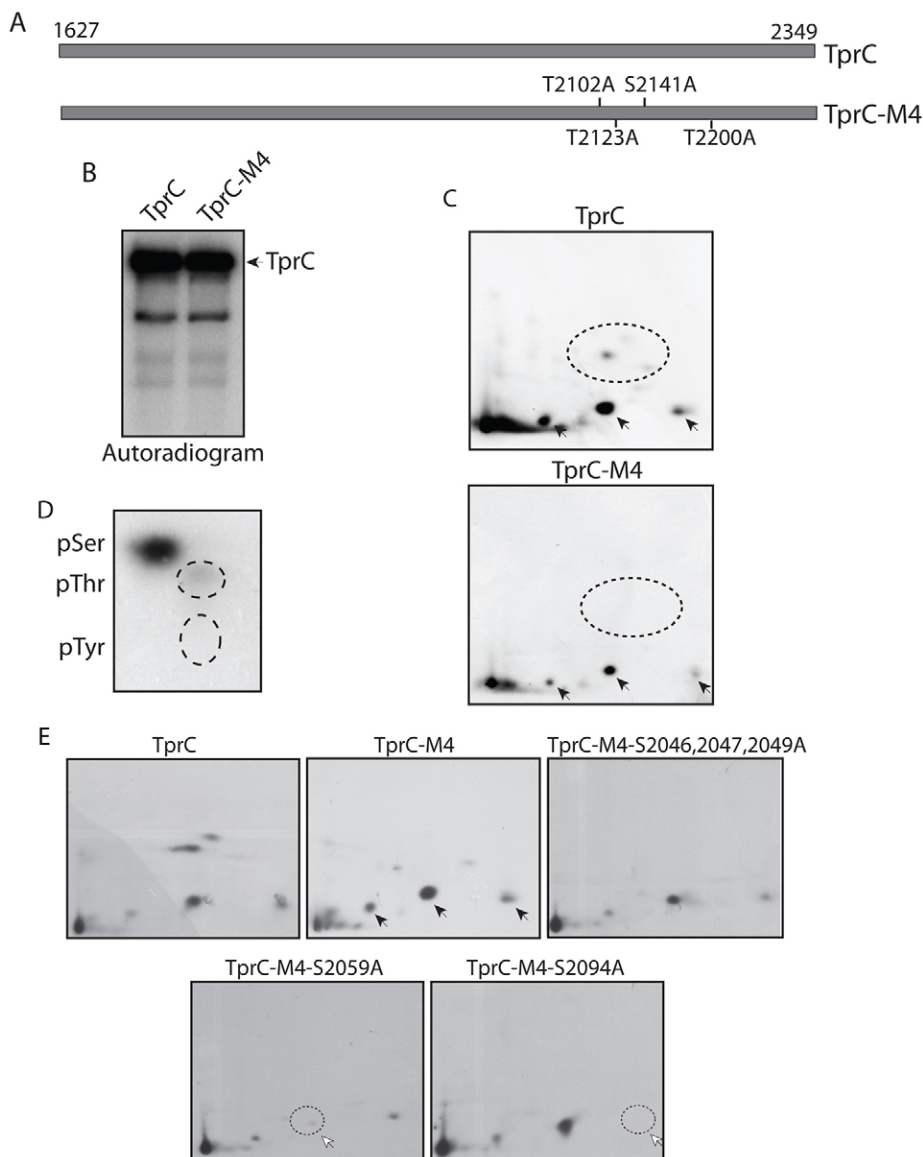 A
1627 2349
TprC
T2102A S2141A
TprC-M4
T2123A T2200A
B
TprC TprC-M4
TprC
Autoradiogram
C
TprC
TprC-M4
D
pSer
pThr
pTyr
E
TprC TprC-M4 TprC-M4-S2046,2047,2049A
TprC-M4-S2059A TprC-M4-S2094A